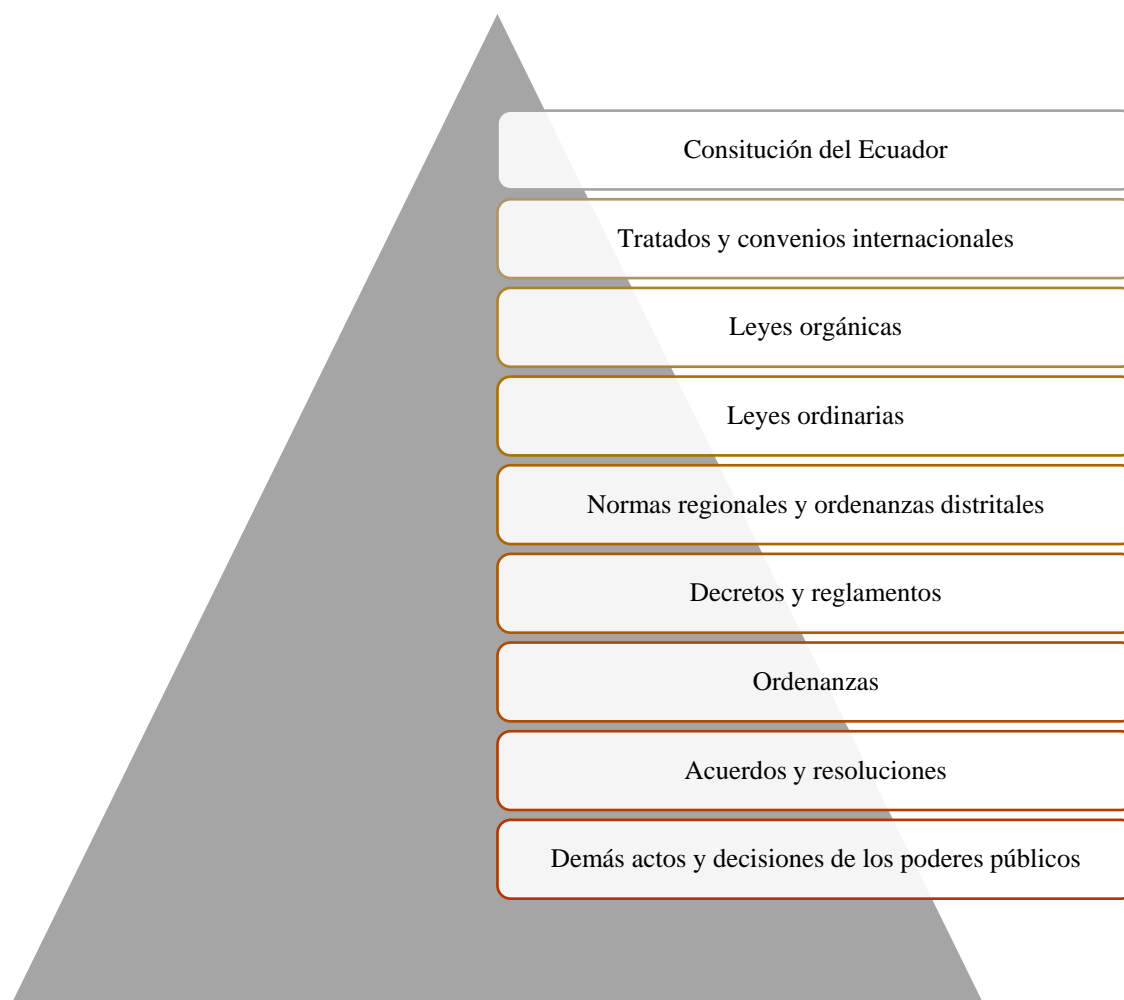 Consitución del Ecuador
Tratados y convenios internacionales
Leyes orgánicas
Leyes ordinarias
Normas regionales y ordenanzas distritales
Decretos y reglamentos
Ordenanzas
Acuerdos y resoluciones
Demás actos y decisiones de los poderes públicos